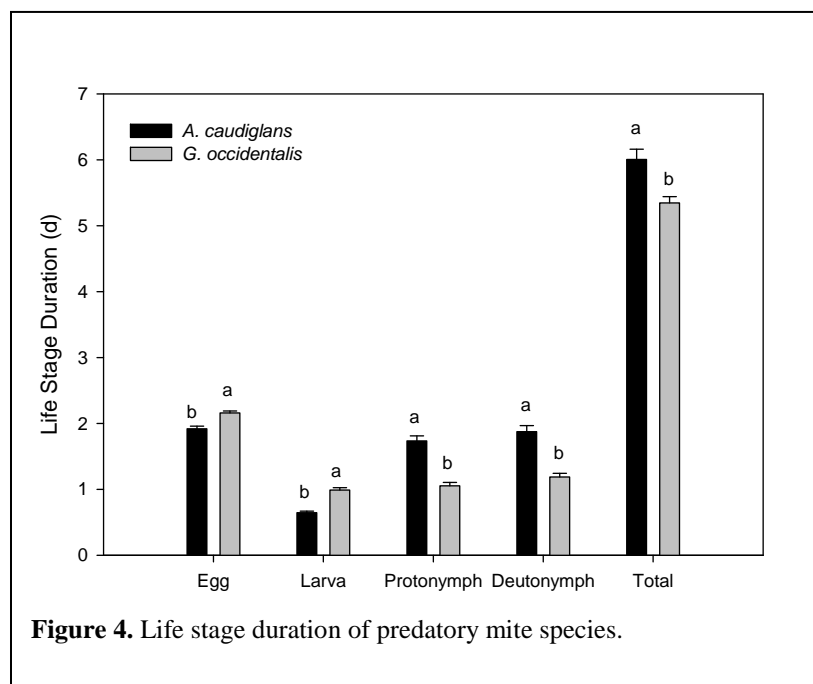 7
6
5
4
3
2
1
0
Life Stage Duration (d)
A. caudiglans
G. occidentalis
b a
b a
a b
a b
a b
Egg Larva Protonymph Deutonymph Total
Figure 4. Life stage duration of predatory mite species.